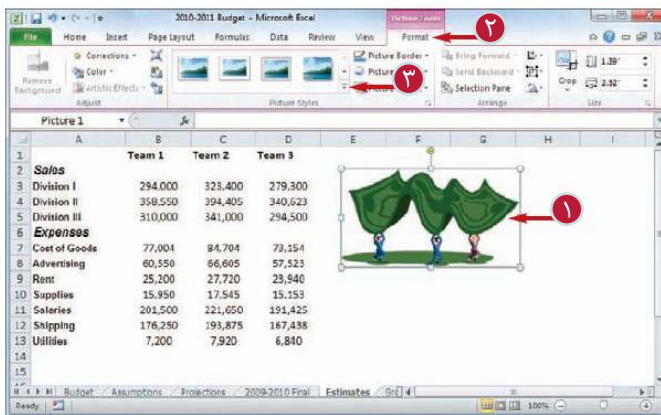 2010-2011 Budget - Microsoft Excel
Picture Tools
File Home Insert Page Layout Formulas Data Review View Format
۲
Remove Background
Corrections
Color
Artistic Effects
Adjust
Picture Styles
Picture Border
Picture
۳
Bring Forward
Send Backward
Selection Pane
Arrange
Crop
1.39"
2.32"
Size
Picture 1 fx
A B C D E F G H I
1 Team 1 Team 2 Team 3
2 Sales
3 Division I 294,000 323,400 279,300
4 Division II 358,550 394,405 340,623
5 Division III 310,000 341,000 294,500
۱
6 Expenses
7 Cost of Goods 77,004 84,704 73,154
8 Advertising 60,550 66,605 57,523
9 Rent 25,200 27,720 23,940
10 Supplies 15,950 17,545 15,153
11 Salaries 201,500 221,650 191,425
12 Shipping 176,250 193,875 167,438
13 Utilities 7,200 7,920 6,840
14
15
Budget Assumptions Projections 2009-2010 Final Estimates
Ready 100%